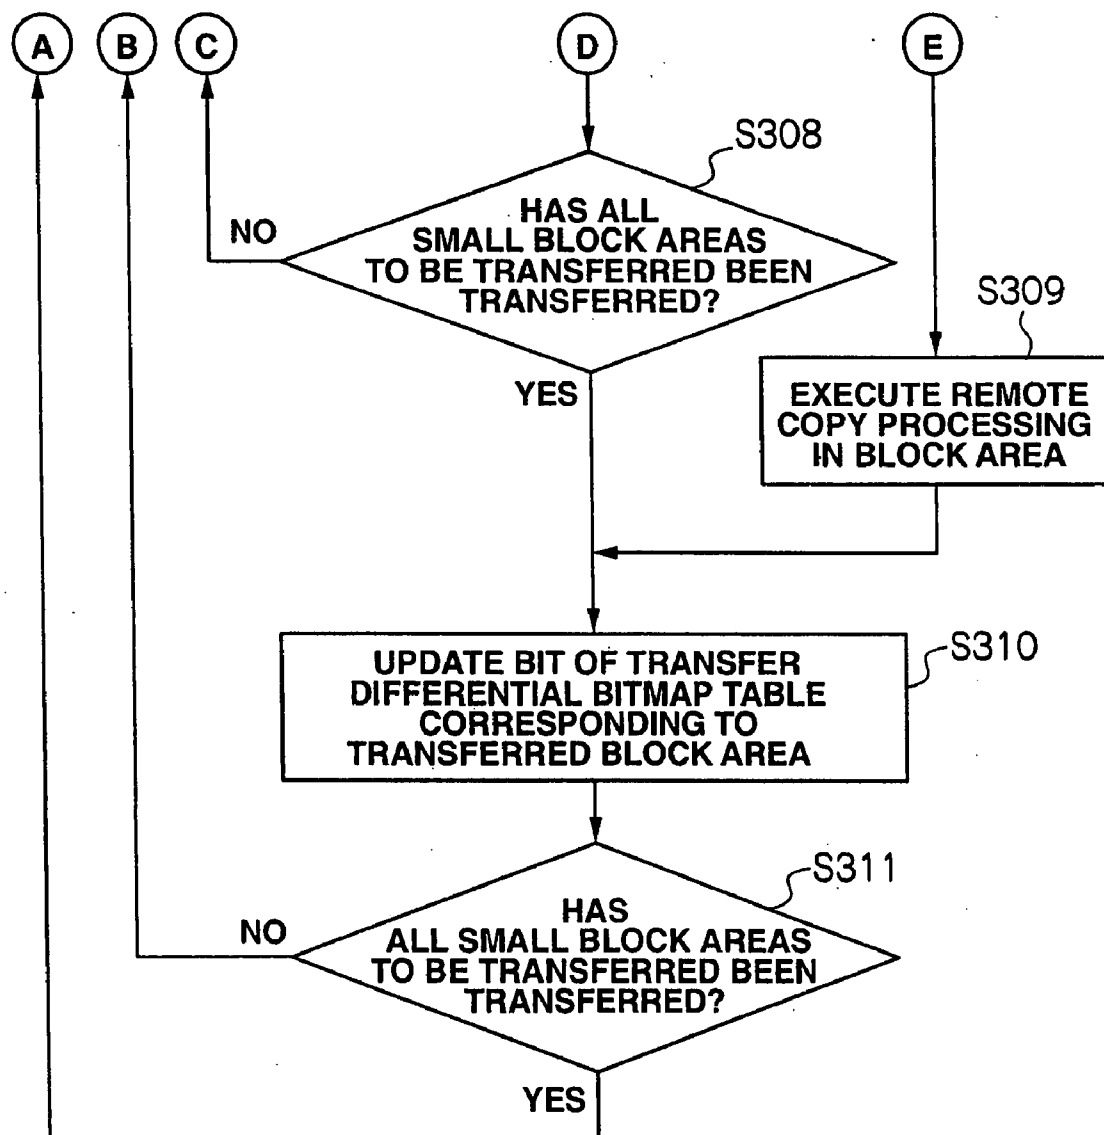 A B C D E
S308
HAS ALL
SMALL BLOCK AREAS
TO BE TRANSFERRED BEEN
TRANSFERRED?
NO
YES
S309
EXECUTE REMOTE
COPY PROCESSING
IN BLOCK AREA
S310
UPDATE BIT OF TRANSFER
DIFFERENTIAL BITMAP TABLE
CORRESPONDING TO
TRANSFERRED BLOCK AREA
S311
HAS
ALL SMALL BLOCK AREAS
TO BE TRANSFERRED BEEN
TRANSFERRED?
NO
YES